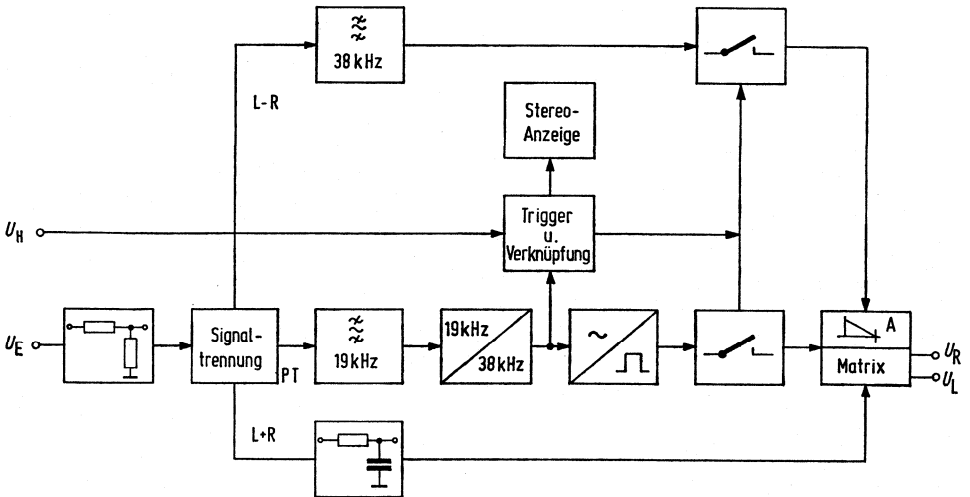 38 kHz
L–R
Stereo-
Anzeige
U_H
Trigger
u.
Verknüpfung
U_E
Signal-
trennung
PT
19 kHz
19 kHz
38 kHz
A
Matrix
U_R
U_L
L+R